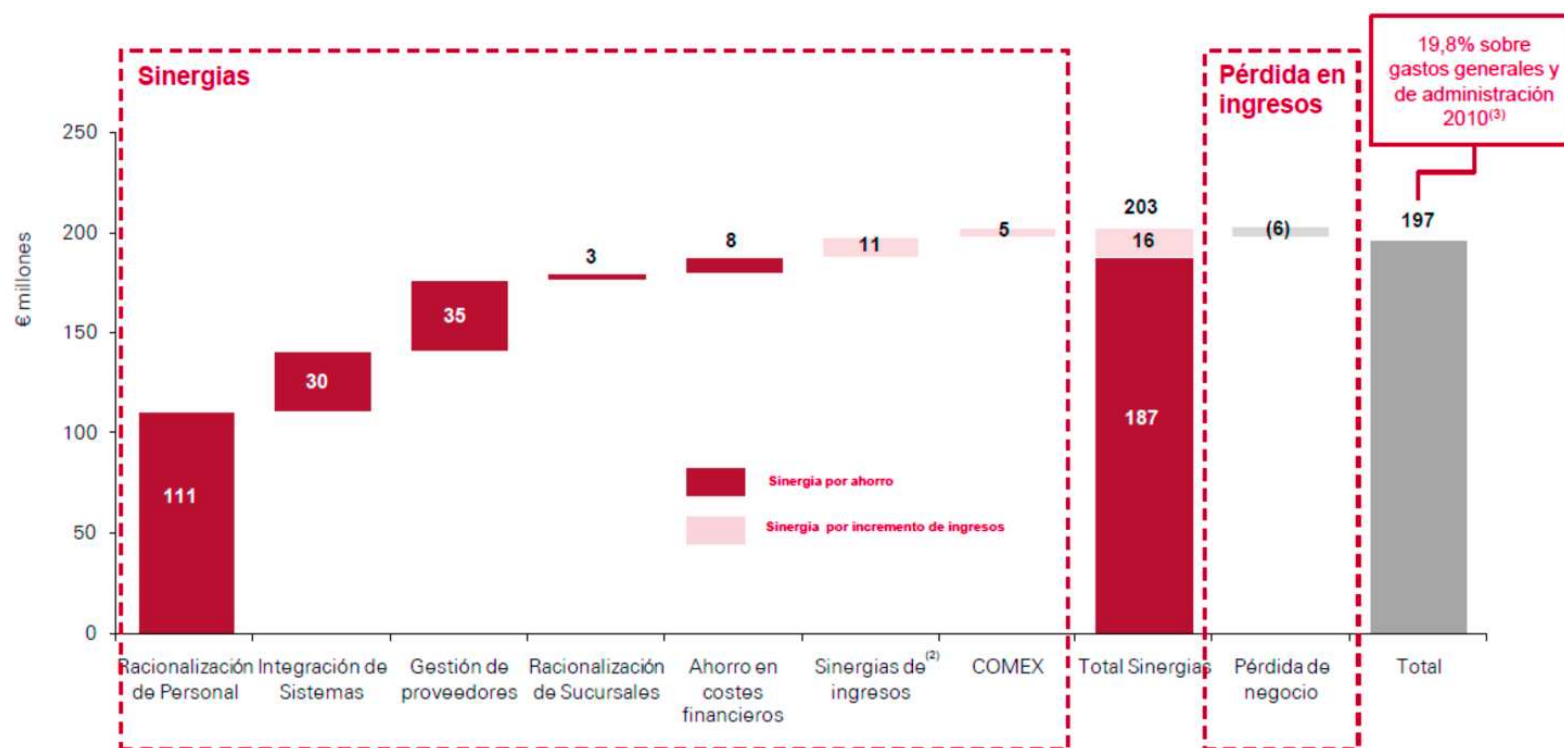 Sinergias
Pérdida en
ingresos
19,8% sobre
gastos generales y
de administración
2010(3)
€ millones
250
200
150
100
50
0
111
30
35
3
8
11
5
203
16
187
(6)
197
Sinergia por ahorro
Sinergia por incremento de ingresos
Racionalización
de Personal
Integración de
Sistemas
Gestión de
proveedores
Racionalización
de Sucursales
Ahorro en
costes
financieros
Sinergias de(2)
ingresos
COMEX
Total Sinergias
Pérdida de
negocio
Total